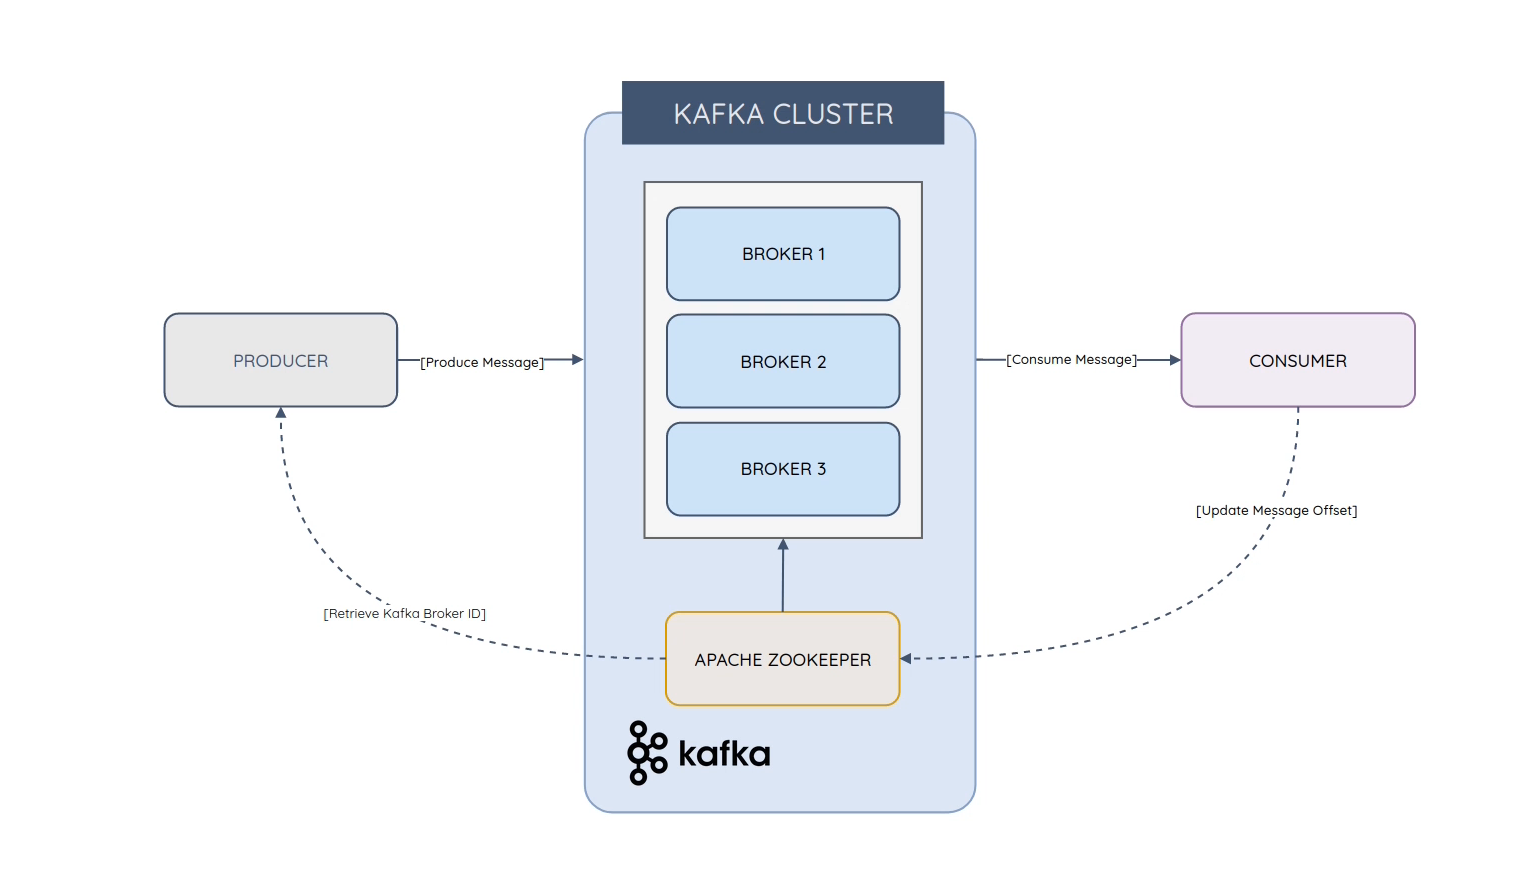 KAFKA CLUSTER
BROKER 1
BROKER 2
BROKER 3
PRODUCER
[Produce Message]
[Consume Message]
CONSUMER
[Update Message Offset]
[Retrieve Kafka Broker ID]
APACHE ZOOKEEPER
kafka